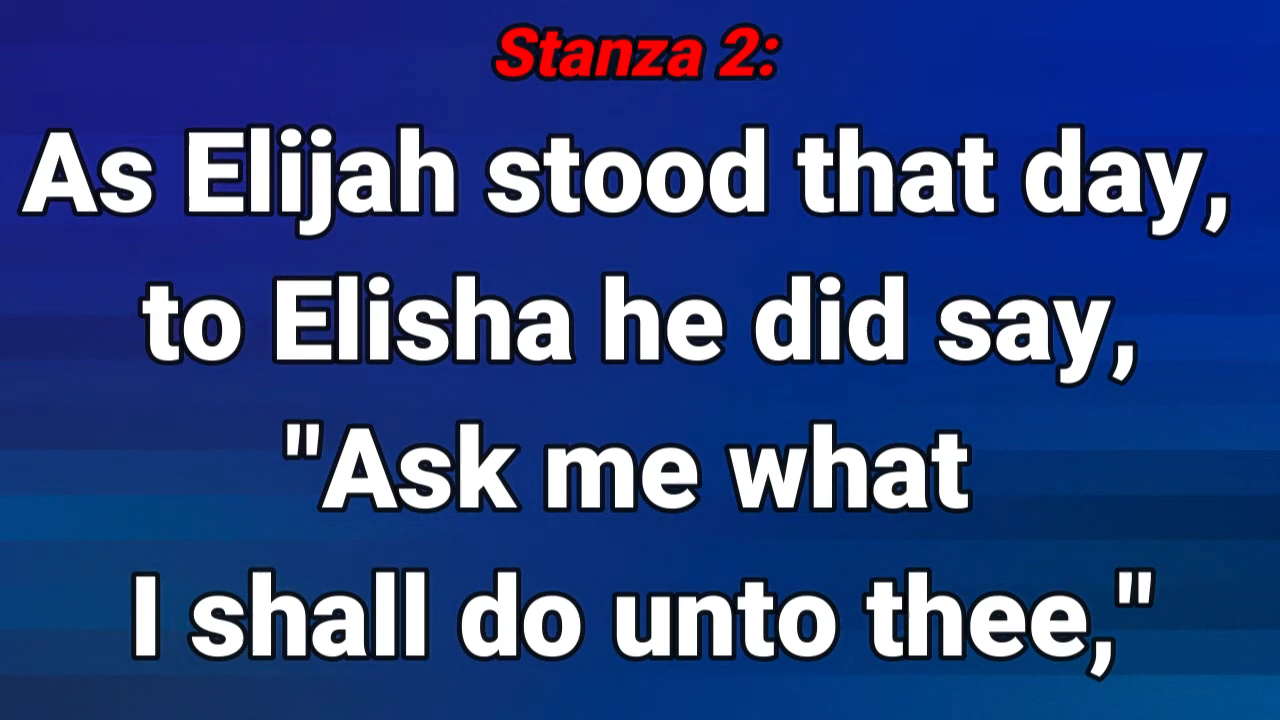 Stanza 2:
As Elijah stood that day,
to Elisha he did say,
"Ask me what
I shall do unto thee,"